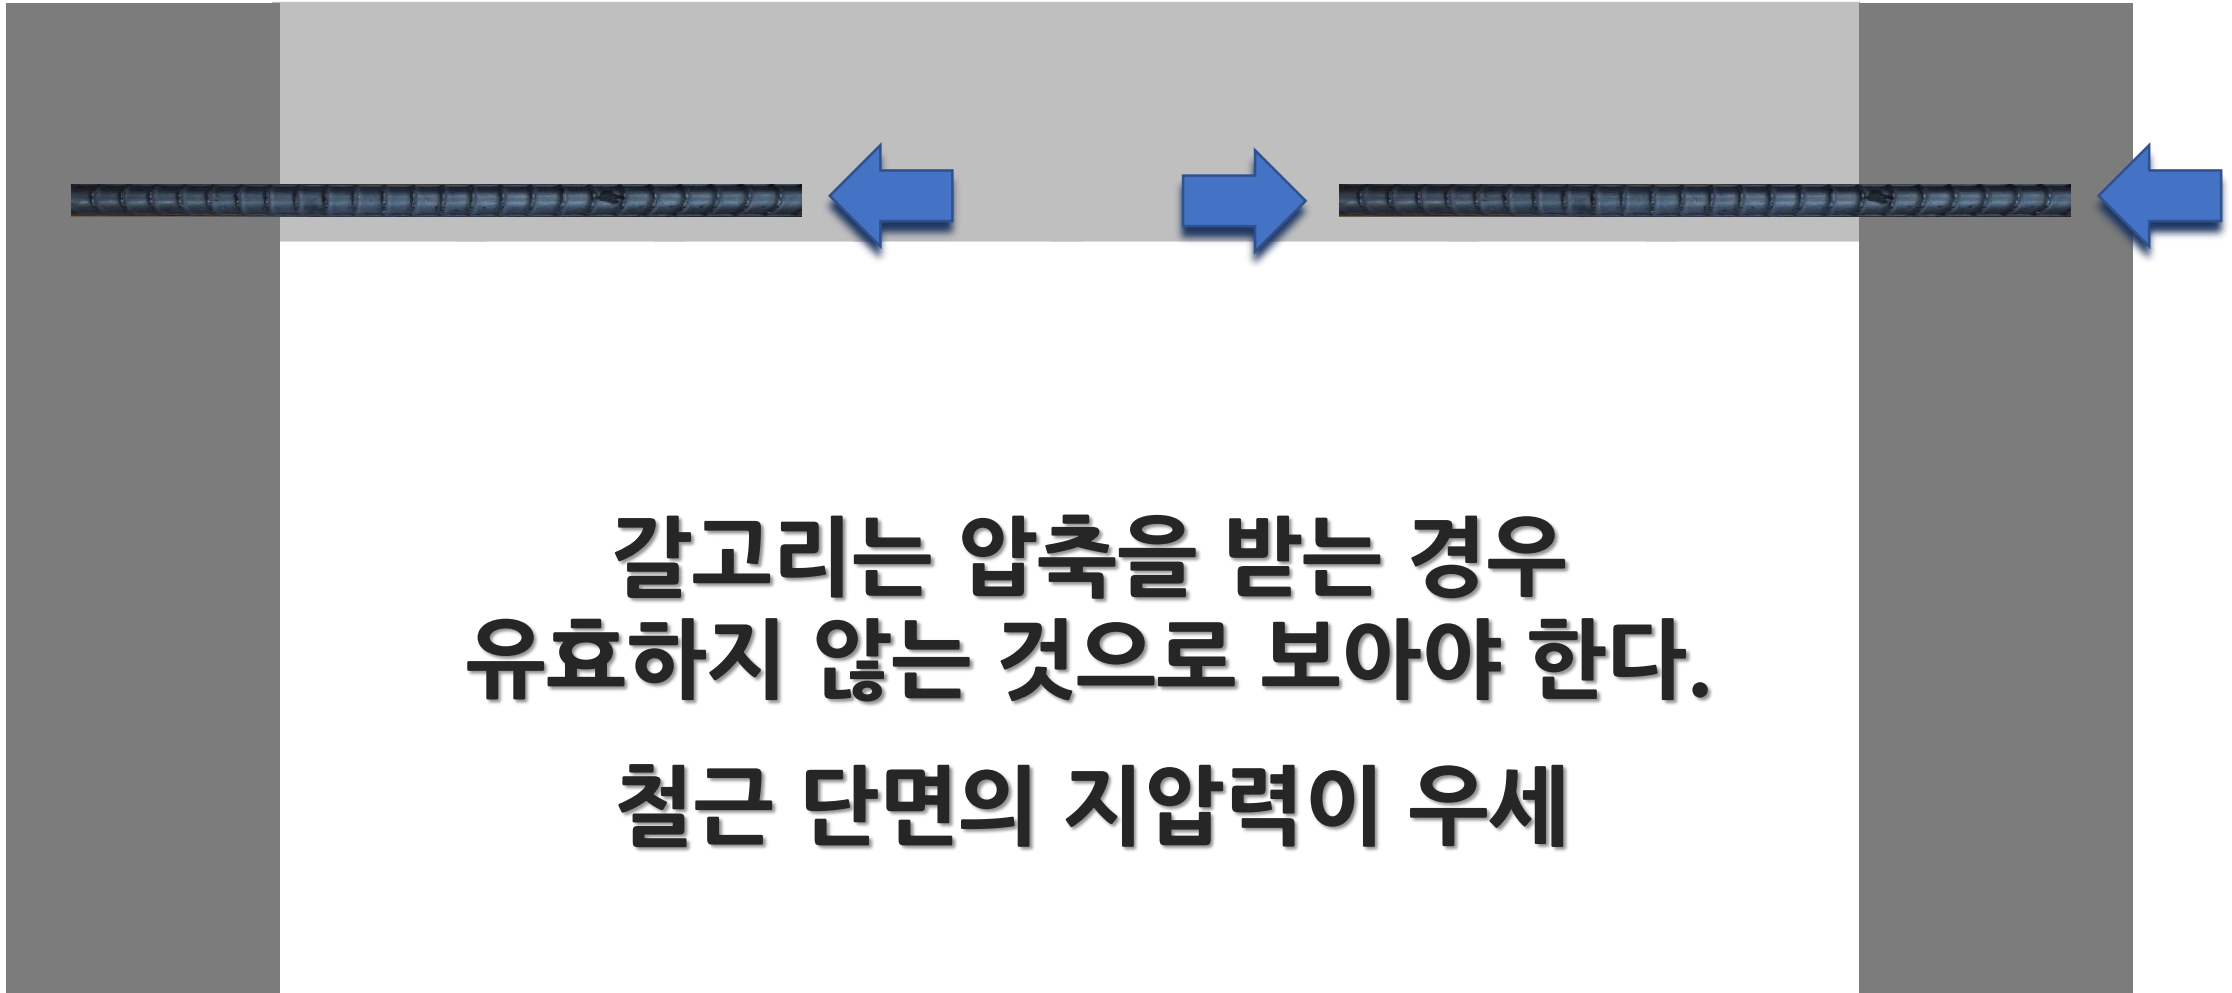 갈고리는 압축을 받는 경우
유효하지 않는 것으로 보아야 한다.
철근 단면의 지압력이 우세